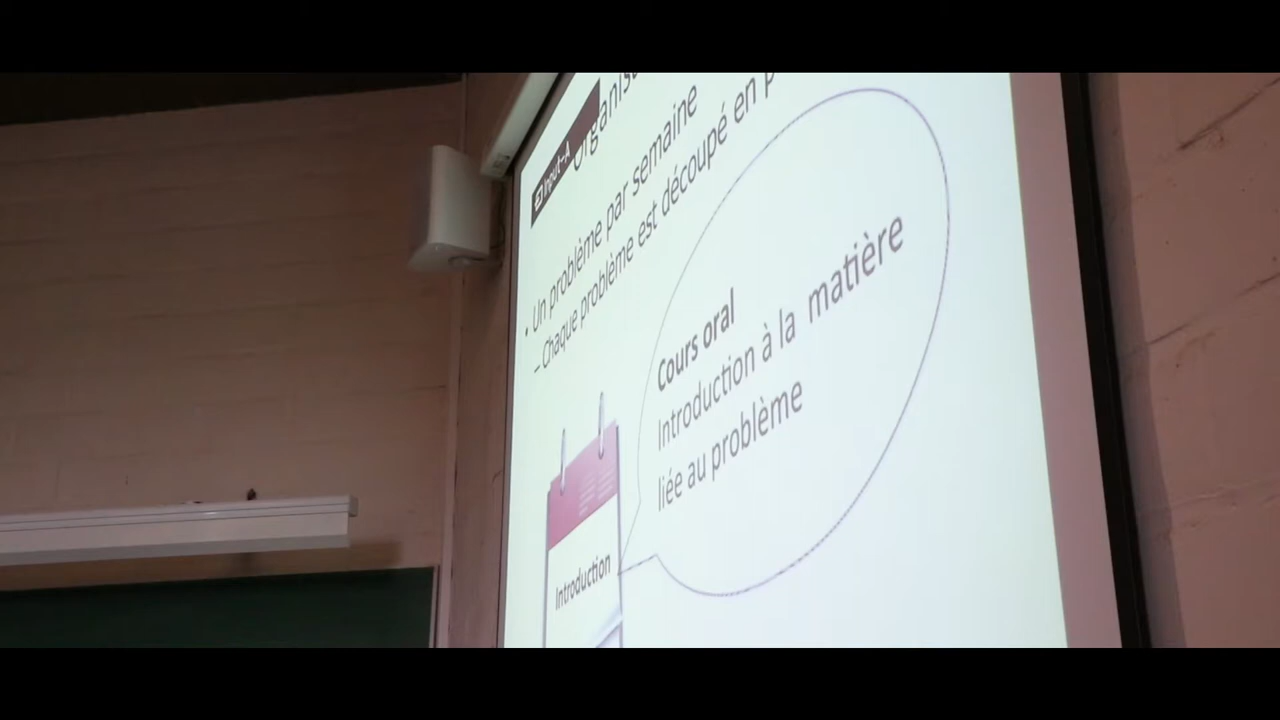 Input-A
Un problème par semaine
– Chaque problème est découpé en
Cours oral
Introduction à la matière
liée au problème
Introduction